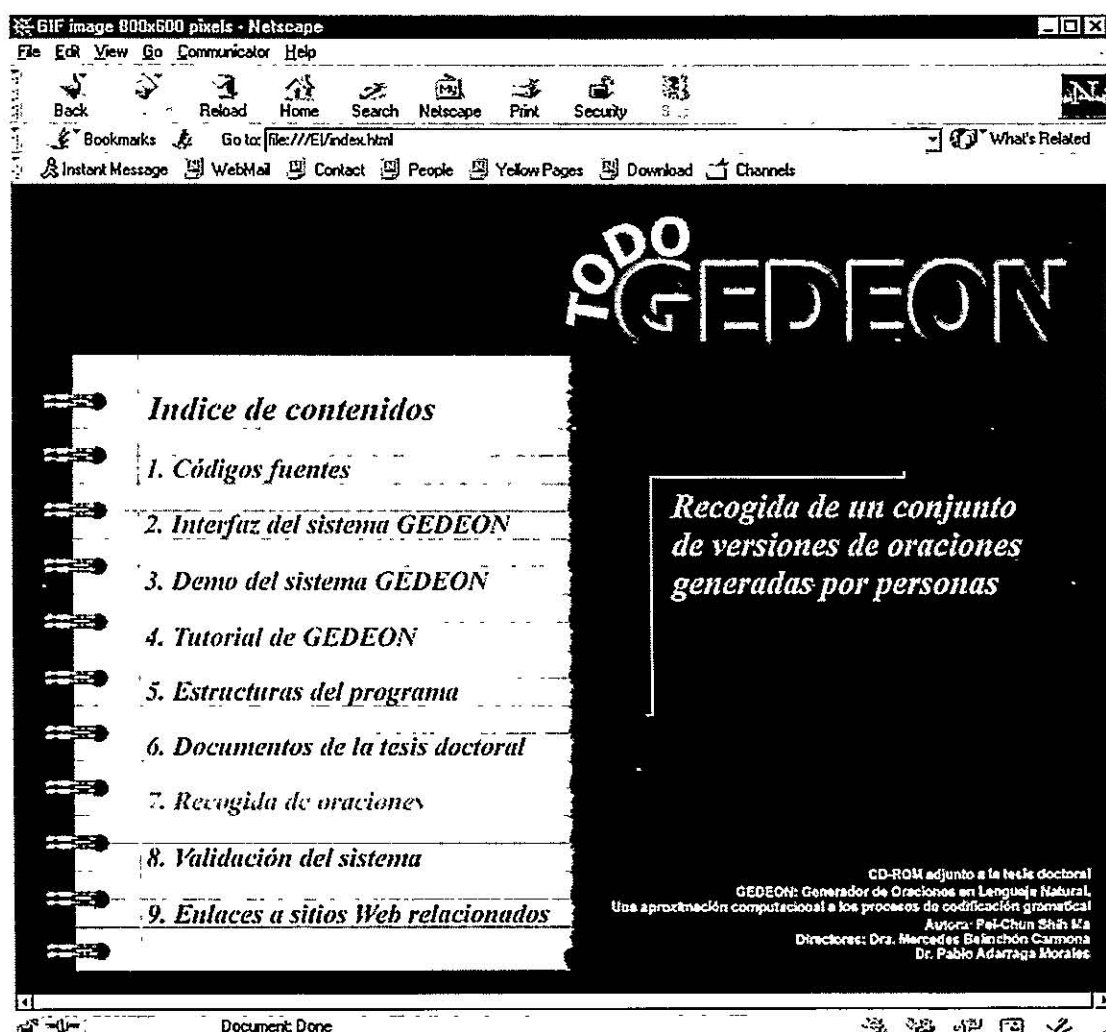 GIF image 800x600 pixels - Netscape
File Edit View Go Communicator Help
Back Reload Home Search Netscape Print Security
Bookmarks Go to: file:///E|/index.html What's Related
Instant Message WebMail Contact People Yellow Pages Download Channels
TODO
GEDEON
Indice de contenidos
1. Códigos fuentes
2. Interfaz del sistema GEDEON
3. Demo del sistema GEDEON
4. Tutorial de GEDEON
5. Estructuras del programa
6. Documentos de la tesis doctoral
7. Recogida de oraciones
8. Validación del sistema
9. Enlaces a sitios Web relacionados
Recogida de un conjunto
de versiones de oraciones
generadas por personas
CD-ROM adjunto a la tesis doctoral
GEDEON: Generador de Oraciones en Lenguaje Natural.
Una aproximación computacional a los procesos de codificación gramatical
Autora: Pei-Chun Shih Ma
Directores: Dra. Mercedes Belinchón Carmona
Dr. Pablo Adarraga Morales
Document: Done